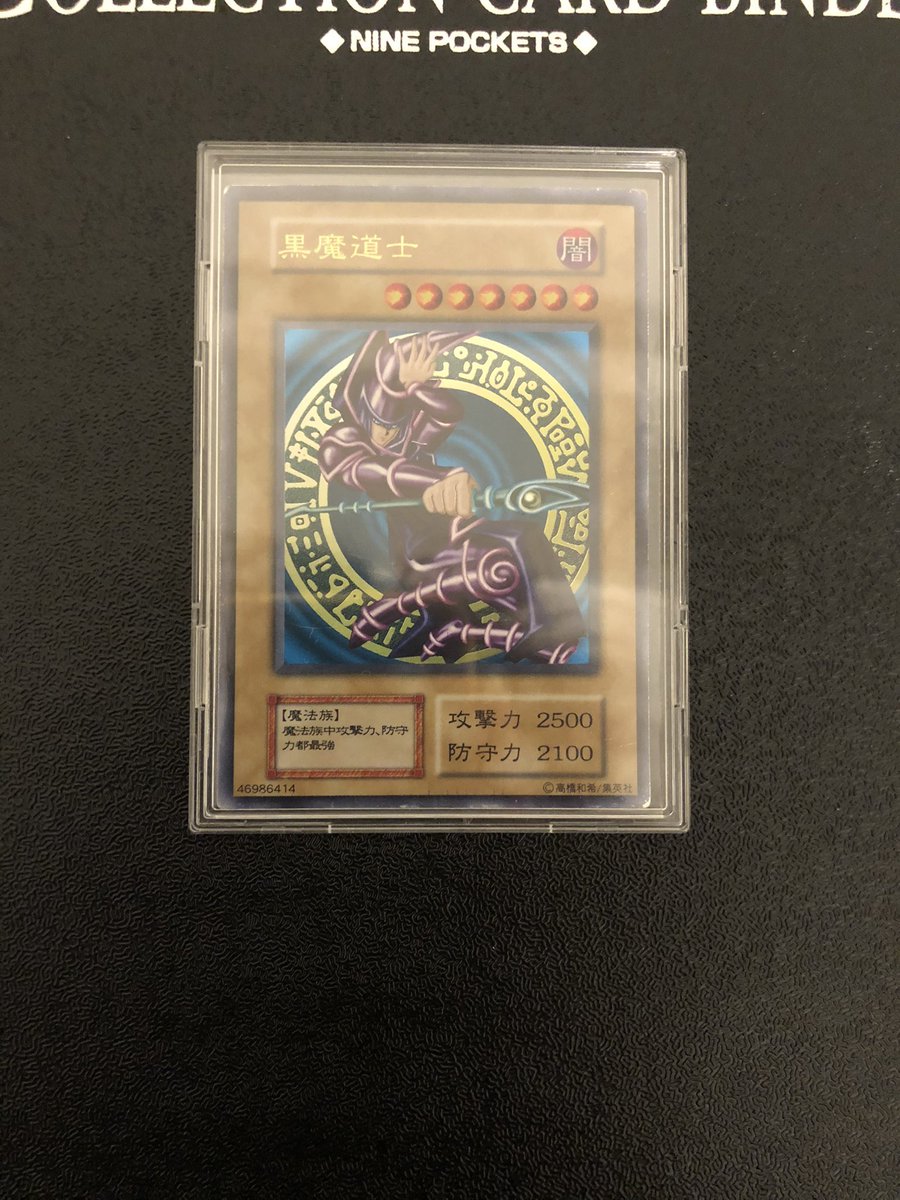 COLLECTION CARD BINDE
◆NINE POCKETS◆
黒魔道士
闇
【魔法族】
魔法族中攻擊力、防守
力都最強
攻擊力 2500
防守力 2100
46986414
©高橋和希/集英社